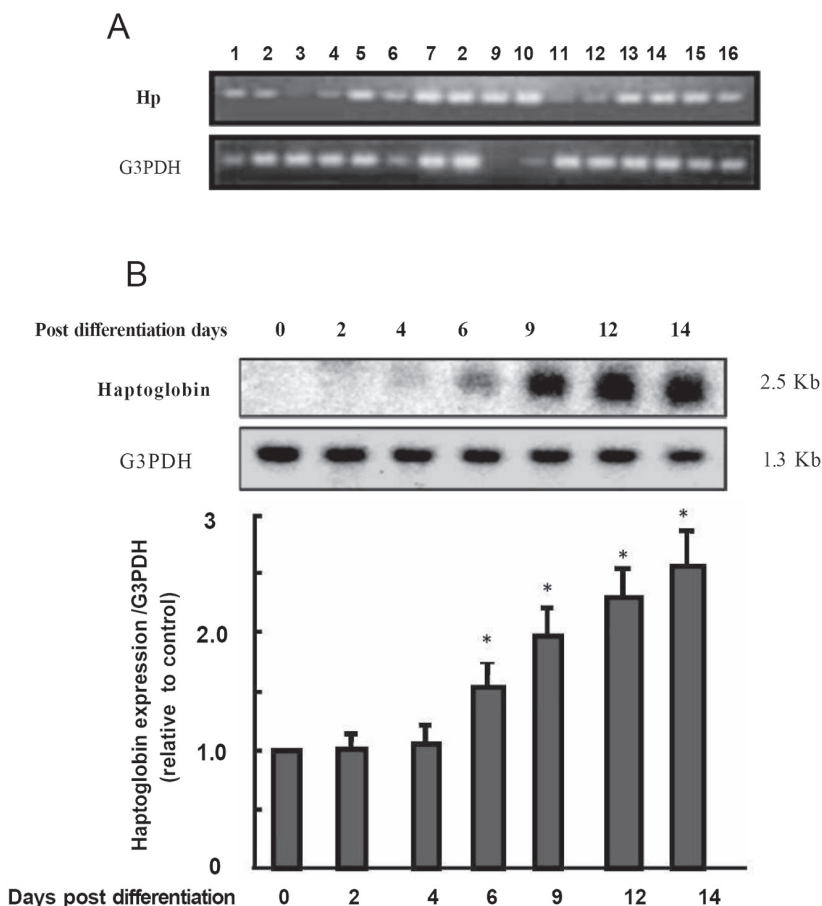 A
1 2 3 4 5 6 7 2 9 10 11 12 13 14 15 16
Hp
G3PDH
B
Post differentiation days 0 2 4 6 9 12 14
Haptoglobin 2.5 Kb
G3PDH 1.3 Kb
Haptoglobin expression /G3PDH
(relative to control)
3
2.0
1.0
0
* * * * *
Days post differentiation 0 2 4 6 9 12 14